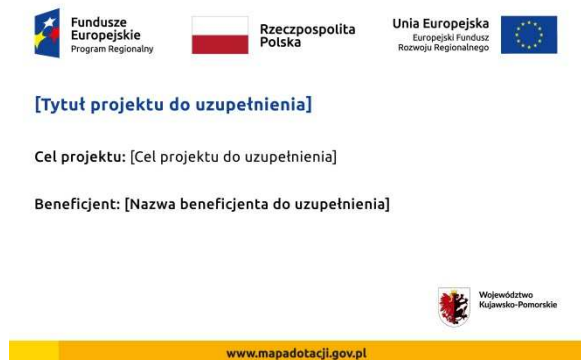 Fundusze
Europejskie
Program Regionalny
Rzeczpospolita
Polska
Unia Europejska
Europejski Fundusz
Rozwoju Regionalnego
[Tytuł projektu do uzupełnienia]
Cel projektu: [Cel projektu do uzupełnienia]
Beneficjent: [Nazwa beneficjenta do uzupełnienia]
Województwo
Kujawsko-Pomorskie
www.mapadotacji.gov.pl